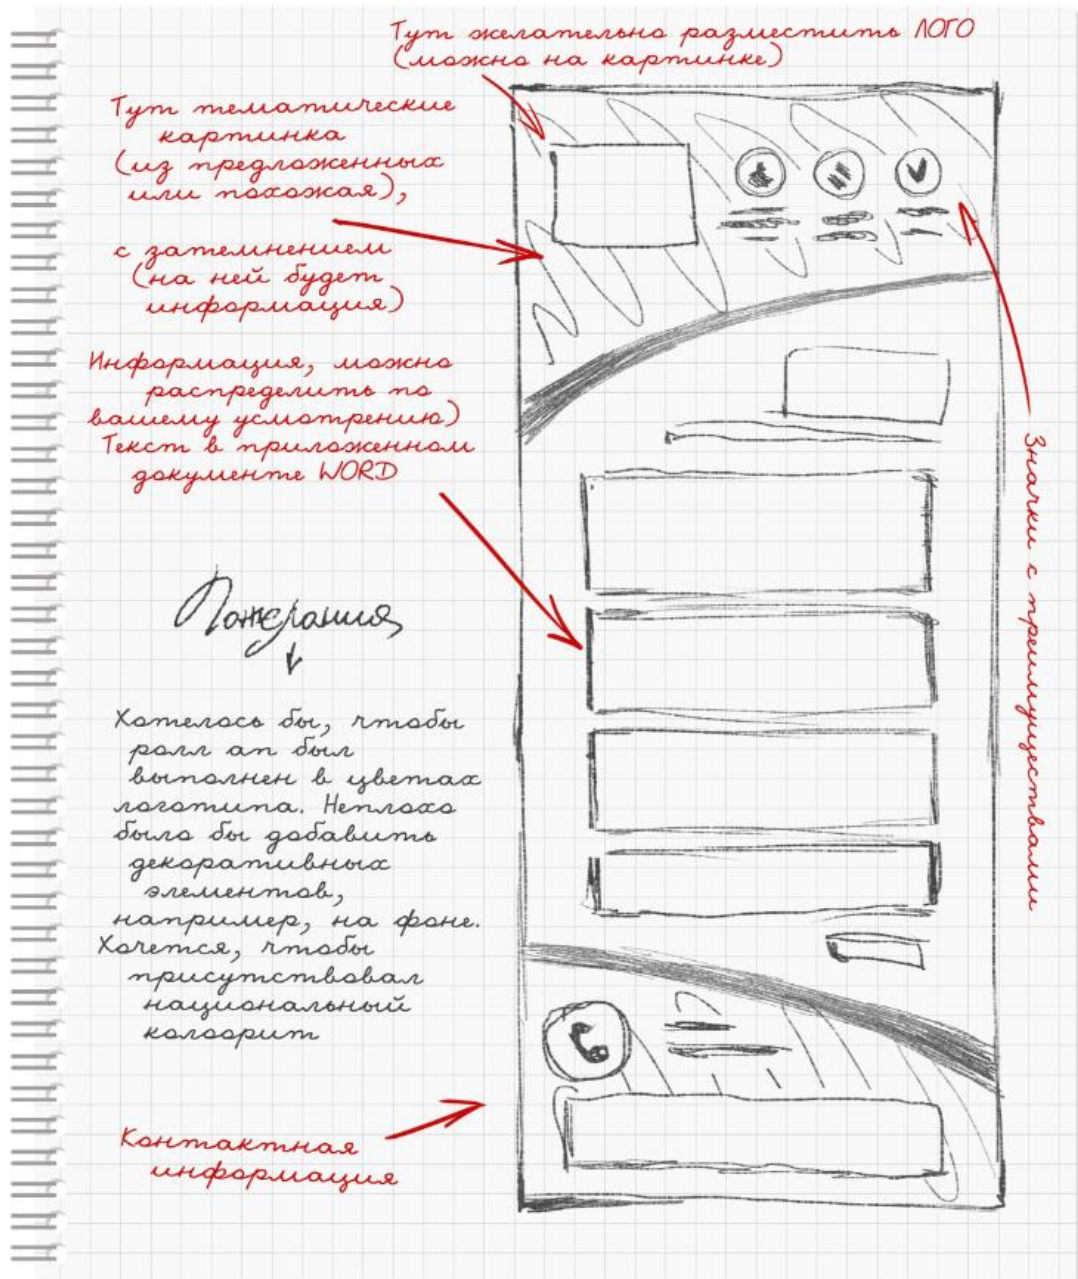 Тут желательно разместить ЛОГО
(можно на картинке)
Тут тематические
картинка
(из предложенных
или похожая),
с затемнением
(на ней будет
информация)
Информация, можно
распределить по
вашему усмотрению)
Текст в приложенном
документе WORD
Значки с преимуществами
Пожелания
Хотелось бы, чтобы
ролл ап был
выполнен в цветах
логотипа. Неплохо
было бы добавить
декоративных
элементов,
например, на фоне.
Хочется, чтобы
присутствовал
национальный
колоорит
Контактная
информация